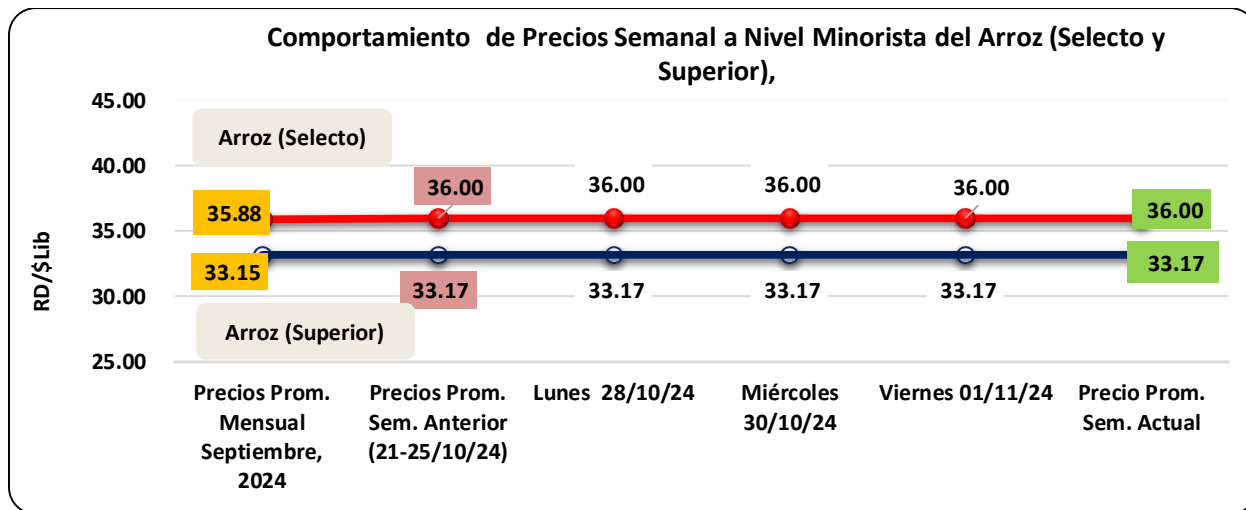 Comportamiento de Precios Semanal a Nivel Minorista del Arroz (Selecto y
Superior),
45.00
40.00
35.00
30.00
25.00
RD/$Lib
Arroz (Selecto)
35.88
36.00
36.00
36.00
36.00
36.00
33.15
33.17
33.17
33.17
33.17
33.17
Arroz (Superior)
Precios Prom.
Mensual
Septiembre,
2024
Precios Prom.
Sem. Anterior
(21-25/10/24)
Lunes 28/10/24
Miércoles
30/10/24
Viernes 01/11/24
Precio Prom.
Sem. Actual